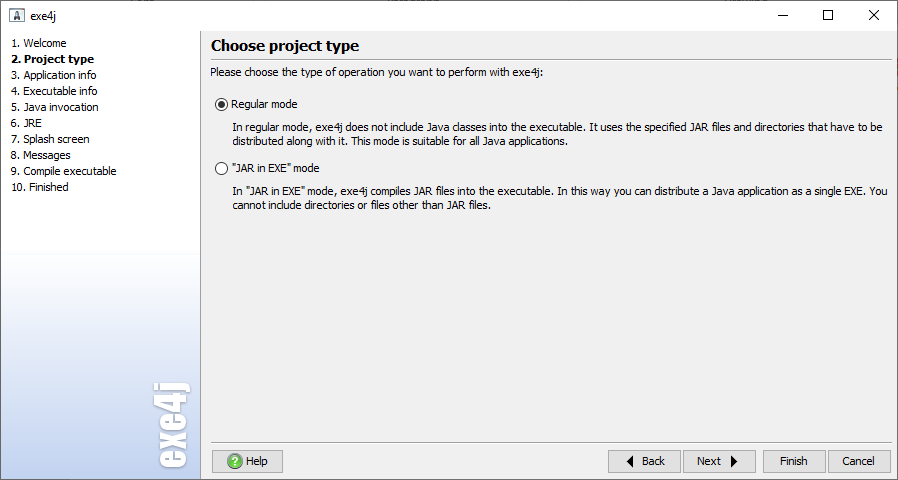 exe4j
1. Welcome
2. Project type
3. Application info
4. Executable info
5. Java invocation
6. JRE
7. Splash screen
8. Messages
9. Compile executable
10. Finished
exe4j
Choose project type
Please choose the type of operation you want to perform with exe4j:
Regular mode
In regular mode, exe4j does not include Java classes into the executable. It uses the specified JAR files and directories that have to be
distributed along with it. This mode is suitable for all Java applications.
"JAR in EXE" mode
In "JAR in EXE" mode, exe4j compiles JAR files into the executable. In this way you can distribute a Java application as a single EXE. You
cannot include directories or files other than JAR files.
? Help
Back
Next
Finish
Cancel